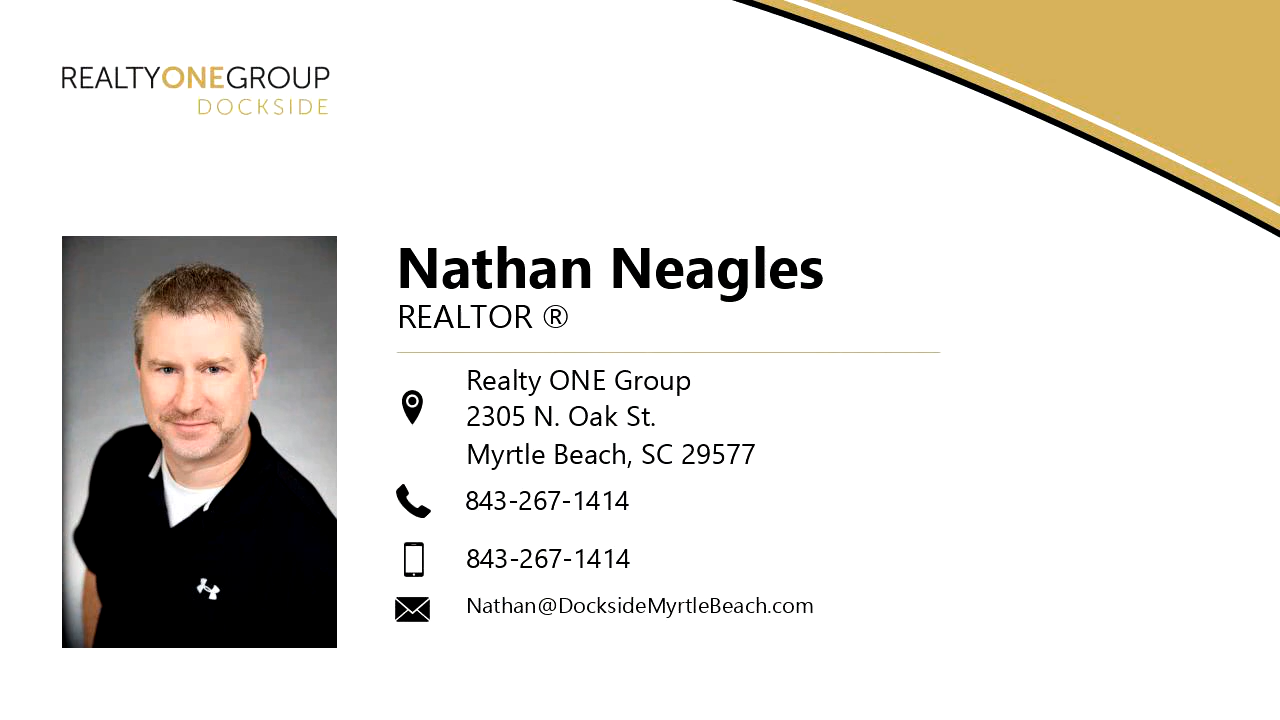 REALTYONEGROUP
DOCKSIDE
Nathan Neagles
REALTOR ®
Realty ONE Group
2305 N. Oak St.
Myrtle Beach, SC 29577
843-267-1414
843-267-1414
Nathan@DocksideMyrtleBeach.com